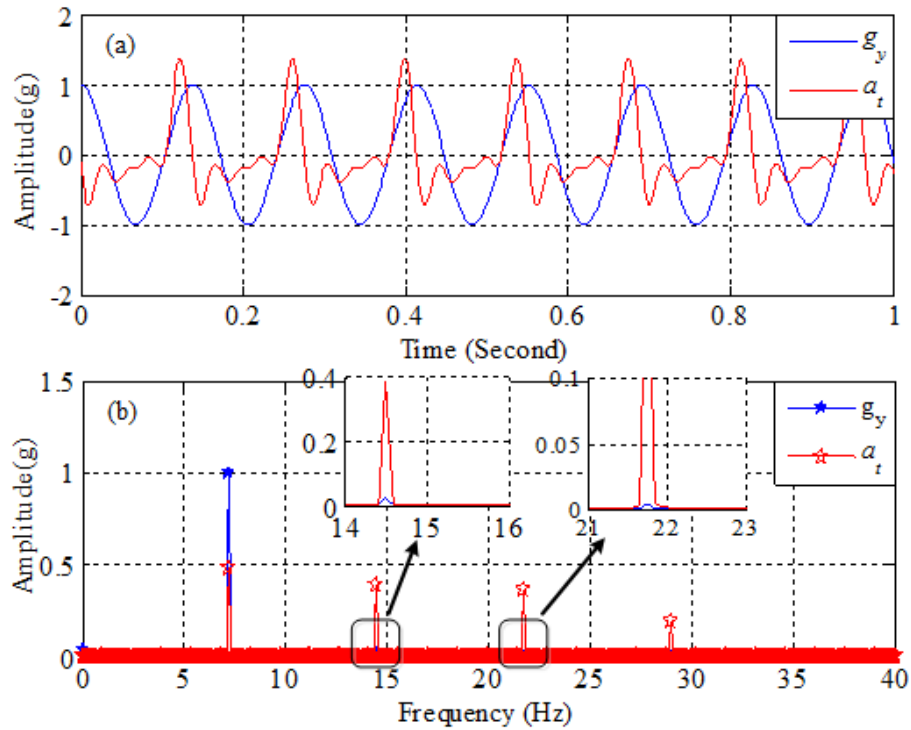 2
1
0
-1
-2
Amplitude(g)
(a)
g_y
a_t
0 0.2 0.4 0.6 0.8 1
Time (Second)
1.5
1
0.5
0
Amplitude(g)
(b)
0.4
0.2
0
14 15 16
0.1
0.05
0
21 22 23
g_y
a_t
0 5 10 15 20 25 30 35 40
Frequency (Hz)